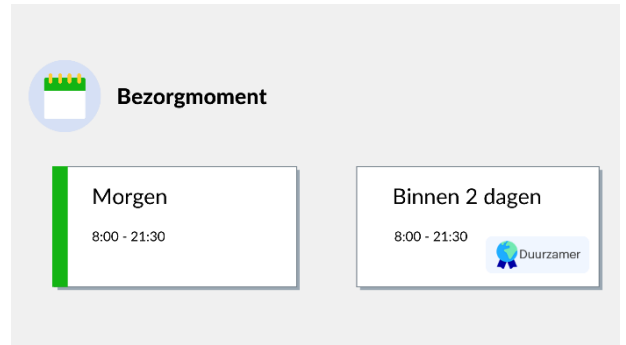 Bezorgmoment
Morgen
8:00 - 21:30
Binnen 2 dagen
8:00 - 21:30
Duurzamer